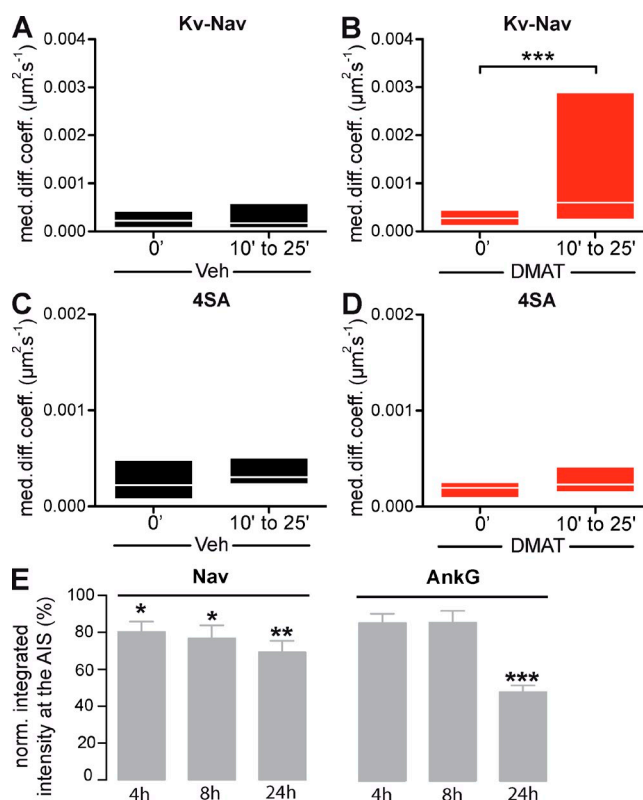 A
Kv-Nav
med. diff. coeff. (µm².s⁻¹)
0.004
0.003
0.002
0.001
0.000
0'
10' to 25'
Veh
B
Kv-Nav
med. diff. coeff. (µm².s⁻¹)
0.004
0.003
0.002
0.001
0.000
***
0'
10' to 25'
DMAT
C
4SA
med. diff. coeff. (µm².s⁻¹)
0.002
0.001
0.000
0'
10' to 25'
Veh
D
4SA
med. diff. coeff. (µm².s⁻¹)
0.002
0.001
0.000
0'
10' to 25'
DMAT
E
norm. integrated
intensity at the AIS (%)
100
80
60
40
20
0
Nav
* * **
4h 8h 24h
AnkG
***
4h 8h 24h